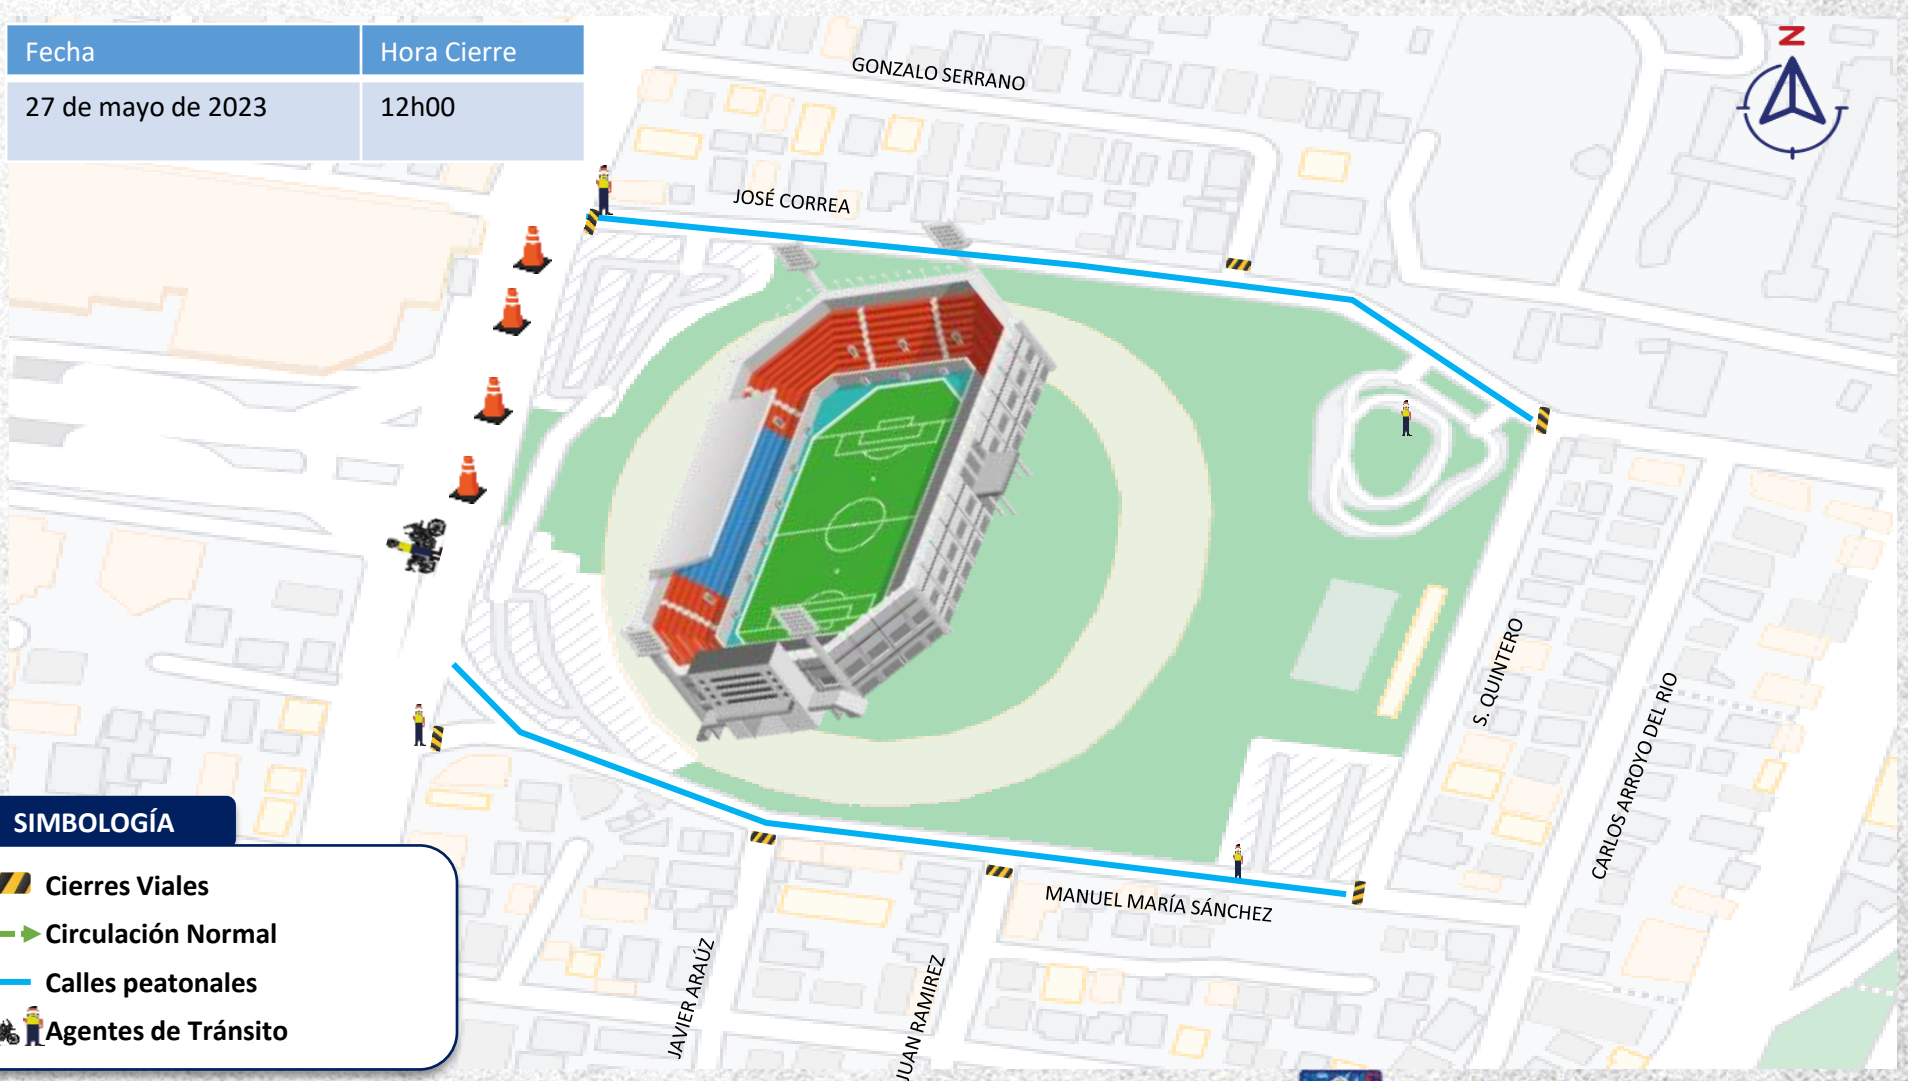 Fecha
Hora Cierre
27 de mayo de 2023
12h00
N
GONZALO SERRANO
JOSÉ CORREA
S. QUINTERO
CARLOS ARROYO DEL RIO
MANUEL MARÍA SÁNCHEZ
JAVIER ARAÚZ
JUAN RAMIREZ
SIMBOLOGÍA
Cierres Viales
Circulación Normal
Calles peatonales
Agentes de Tránsito